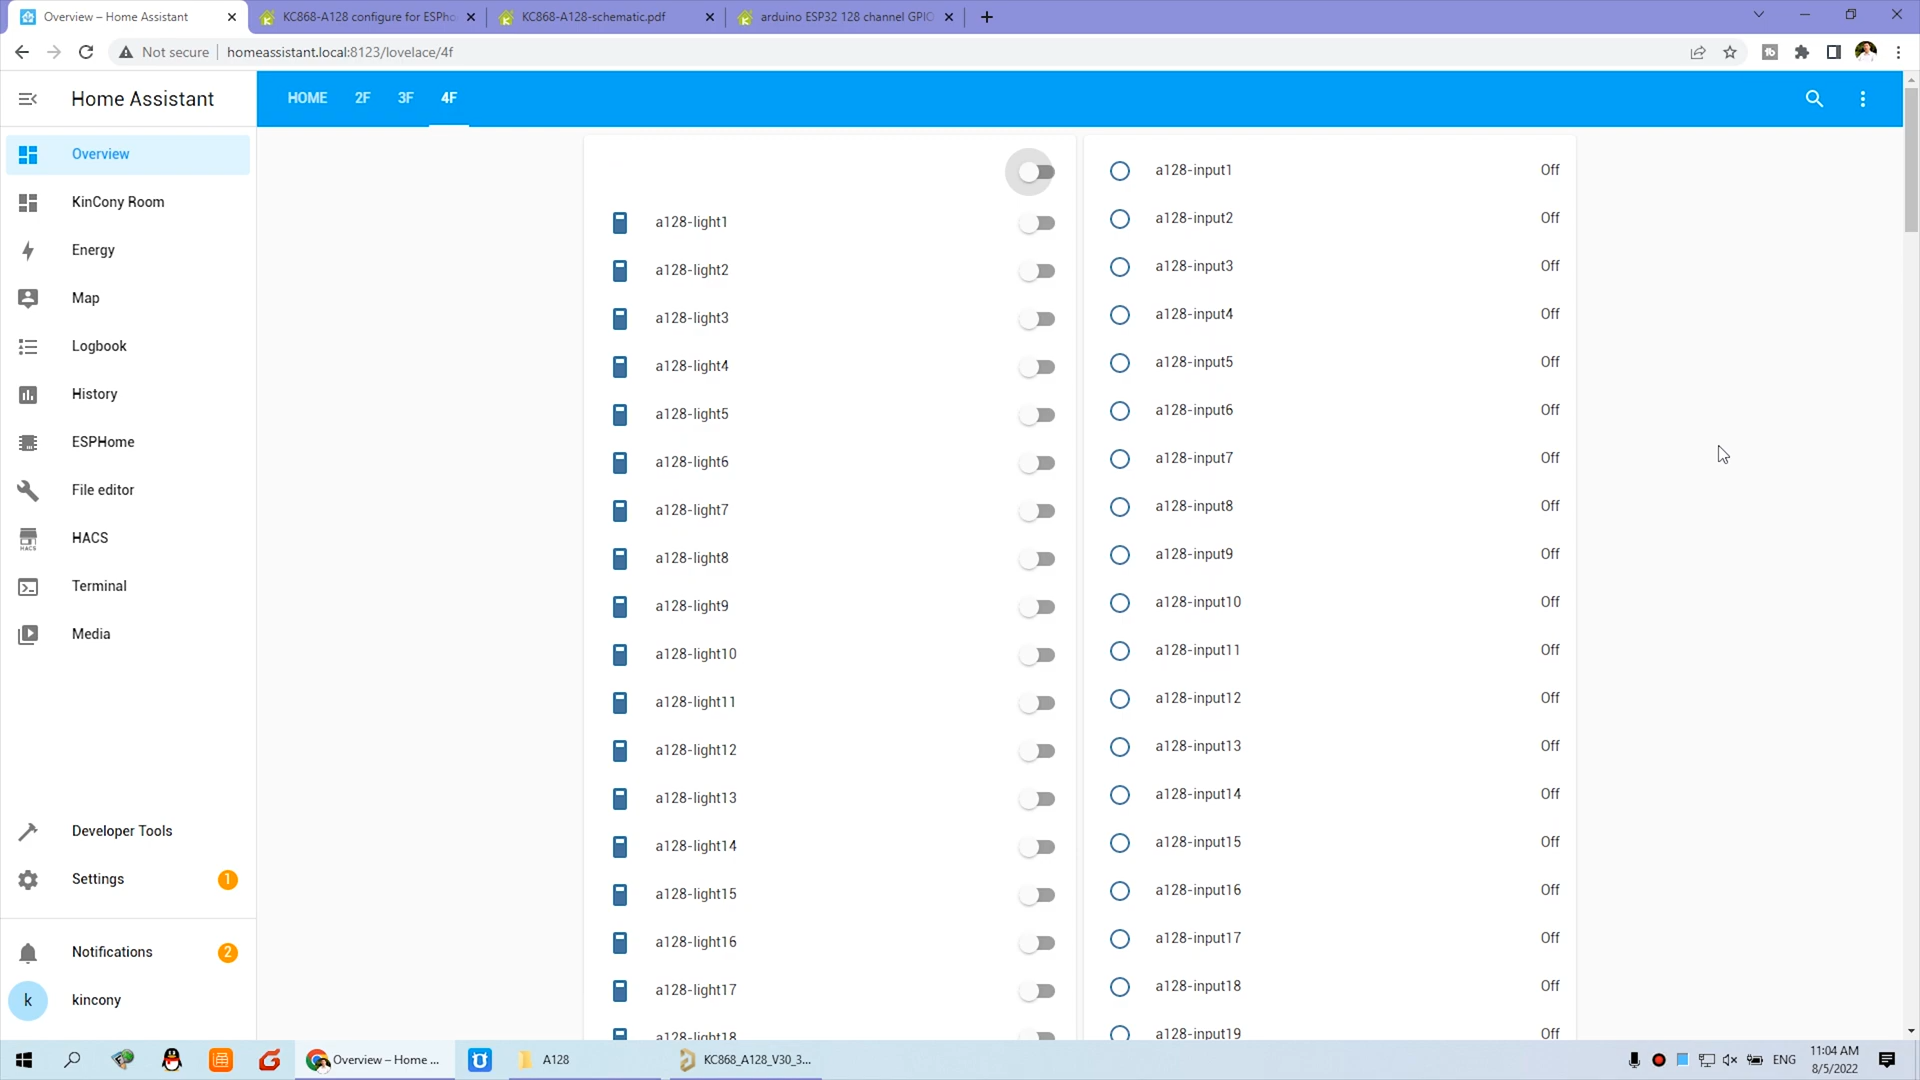 Overview – Home Assistant
KC868-A128 configure for ESPho
KC868-A128-schematic.pdf
arduino ESP32 128 channel GPIO
Not secure
homeassistant.local:8123/lovelace/4f
Home Assistant
HOME
2F
3F
4F
Overview
KinCony Room
Energy
Map
Logbook
History
ESPHome
File editor
HACS
HACS
Terminal
Media
Developer Tools
Settings
1
Notifications
2
k
kincony
a128-light1
a128-light2
a128-light3
a128-light4
a128-light5
a128-light6
a128-light7
a128-light8
a128-light9
a128-light10
a128-light11
a128-light12
a128-light13
a128-light14
a128-light15
a128-light16
a128-light17
a128-light18
a128-input1 Off
a128-input2 Off
a128-input3 Off
a128-input4 Off
a128-input5 Off
a128-input6 Off
a128-input7 Off
a128-input8 Off
a128-input9 Off
a128-input10 Off
a128-input11 Off
a128-input12 Off
a128-input13 Off
a128-input14 Off
a128-input15 Off
a128-input16 Off
a128-input17 Off
a128-input18 Off
a128-input19 Off
Overview – Home ...
A128
KC868_A128_V30_3...
ENG
11:04 AM
8/5/2022